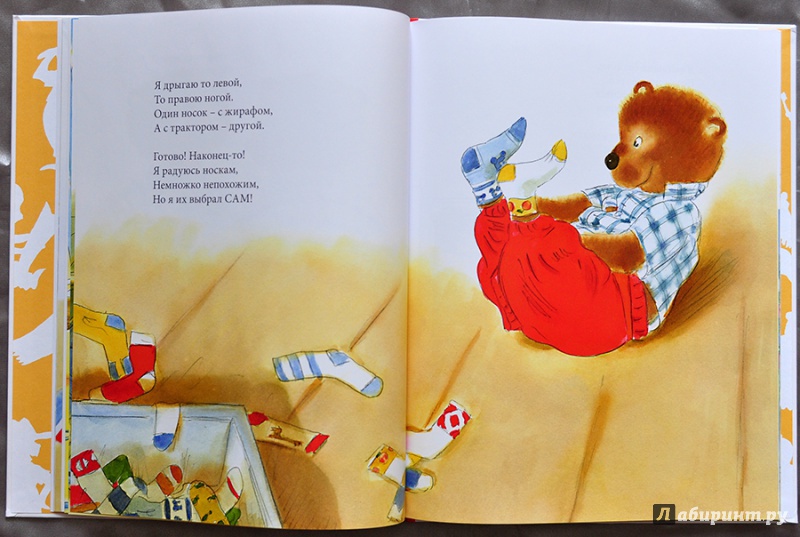 Я дрыгаю то левой,
То правою ногой.
Один носок – с жирафом,
А с трактором – другой.
Готово! Наконец-то!
Я радуюсь носкам,
Немножко непохожим,
Но я их выбрал САМ!
Лабиринт.ру